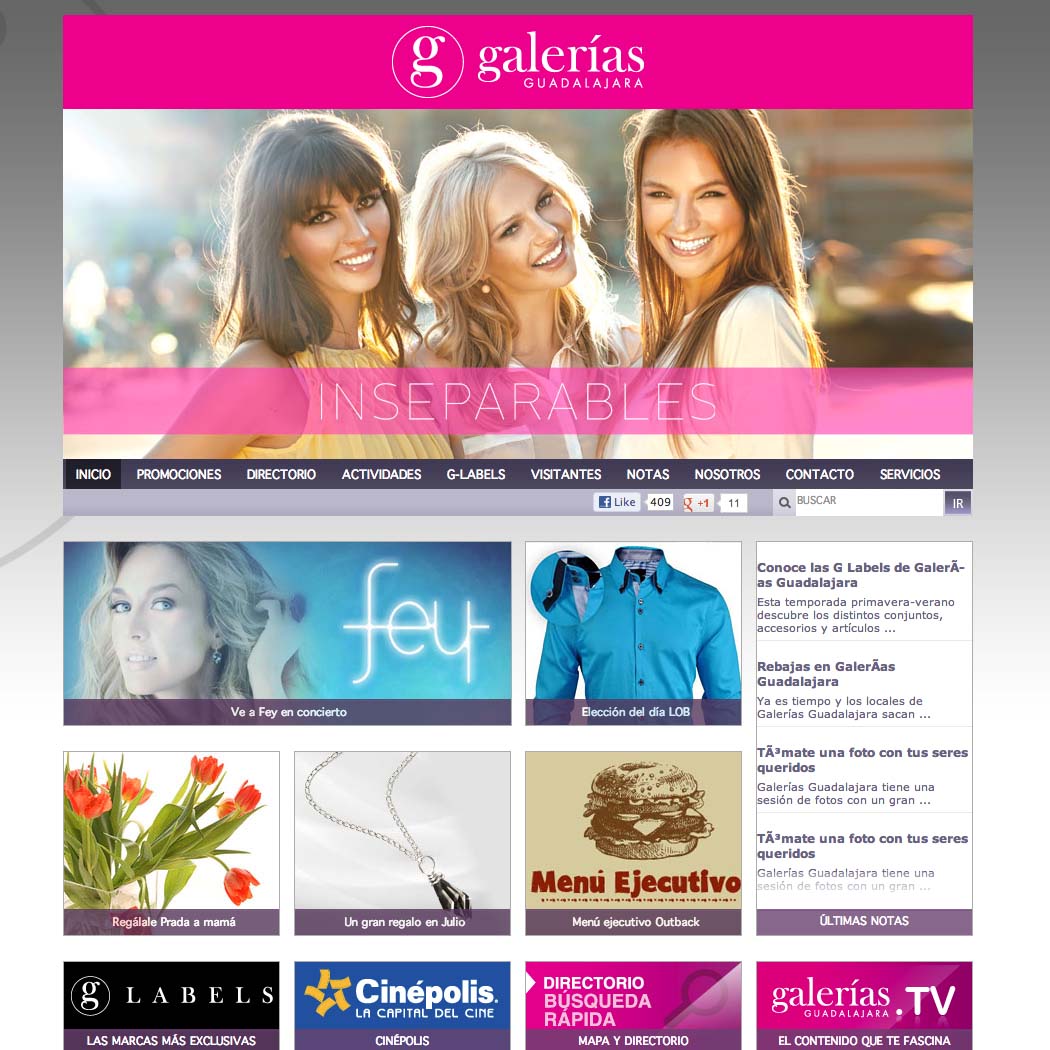 g galerías
GUADALAJARA
INSEPARABLES
INICIO PROMOCIONES DIRECTORIO ACTIVIDADES G-LABELS VISITANTES NOTAS NOSOTROS CONTACTO SERVICIOS
Like 409 g +1 11 BUSCAR IR
fey
Ve a Fey en concierto
Elección del día LOB
Conoce las G Labels de GalerÃ-
as Guadalajara
Esta temporada primavera-verano
descubre los distintos conjuntos,
accesorios y artículos ...
Rebajas en GalerÃas
Guadalajara
Ya es tiempo y los locales de
Galerías Guadalajara sacan ...
TÃ³mate una foto con tus seres
queridos
Galerías Guadalajara tiene una
sesión de fotos con un gran ...
TÃ³mate una foto con tus seres
queridos
Galerías Guadalajara tiene una
sesión de fotos con un gran ...
ÚLTIMAS NOTAS
Regálale Prada a mamá
Un gran regalo en Julio
Menú Ejecutivo
Menú ejecutivo Outback
g LABELS
LAS MARCAS MÁS EXCLUSIVAS
Cinépolis.
LA CAPITAL DEL CINE
CINÉPOLIS
DIRECTORIO
BÚSQUEDA
RÁPIDA
MAPA Y DIRECTORIO
galerías
GUADALAJARA .TV
EL CONTENIDO QUE TE FASCINA